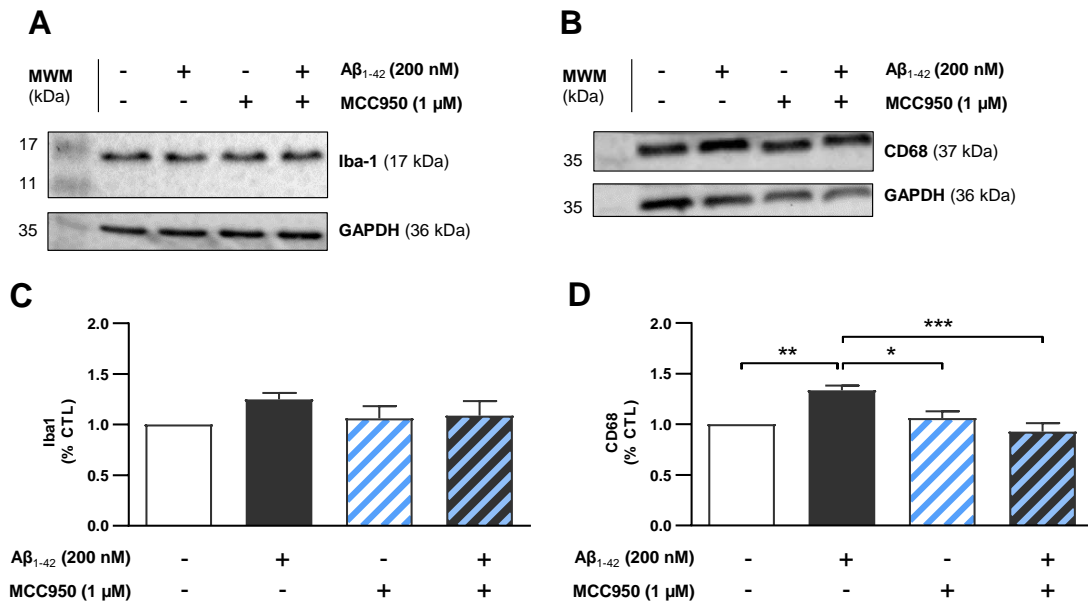 A
MWM
(kDa)
- + - + Aβ₁₋₄₂ (200 nM)
- - + + MCC950 (1 µM)
17
11
Iba-1 (17 kDa)
35
GAPDH (36 kDa)
B
MWM
(kDa)
- + - + Aβ₁₋₄₂ (200 nM)
- - + + MCC950 (1 µM)
35
CD68 (37 kDa)
35
GAPDH (36 kDa)
C
Iba1
(% CTL)
2.0
1.5
1.0
0.5
0.0
Aβ₁₋₄₂ (200 nM) - + - +
MCC950 (1 µM) - - + +
D
CD68
(% CTL)
2.0
1.5
1.0
0.5
0.0
***
** *
Aβ₁₋₄₂ (200 nM) - + - +
MCC950 (1 µM) - - + +